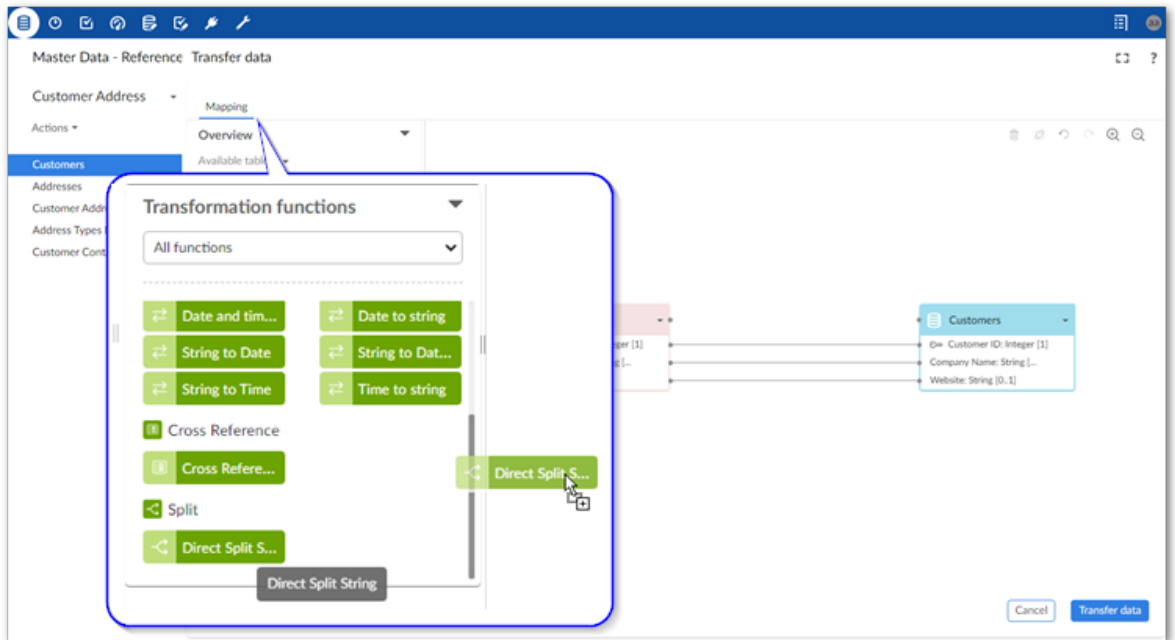 Master Data - Reference Transfer data
?
Customer Address
Mapping
Actions
Overview
Customers
Available tabl
Addresses
Customer Addr
Address Types
Customer Cont
Transformation functions
All functions
Date and tim...
Date to string
String to Date
String to Dat...
String to Time
Time to string
Cross Reference
Cross Refere...
Direct Split S...
Split
Direct Split S...
Direct Split String
ger [1]
g [...
Customers
Customer ID: Integer [1]
Company Name: String [...
Website: String [0..1]
Cancel
Transfer data